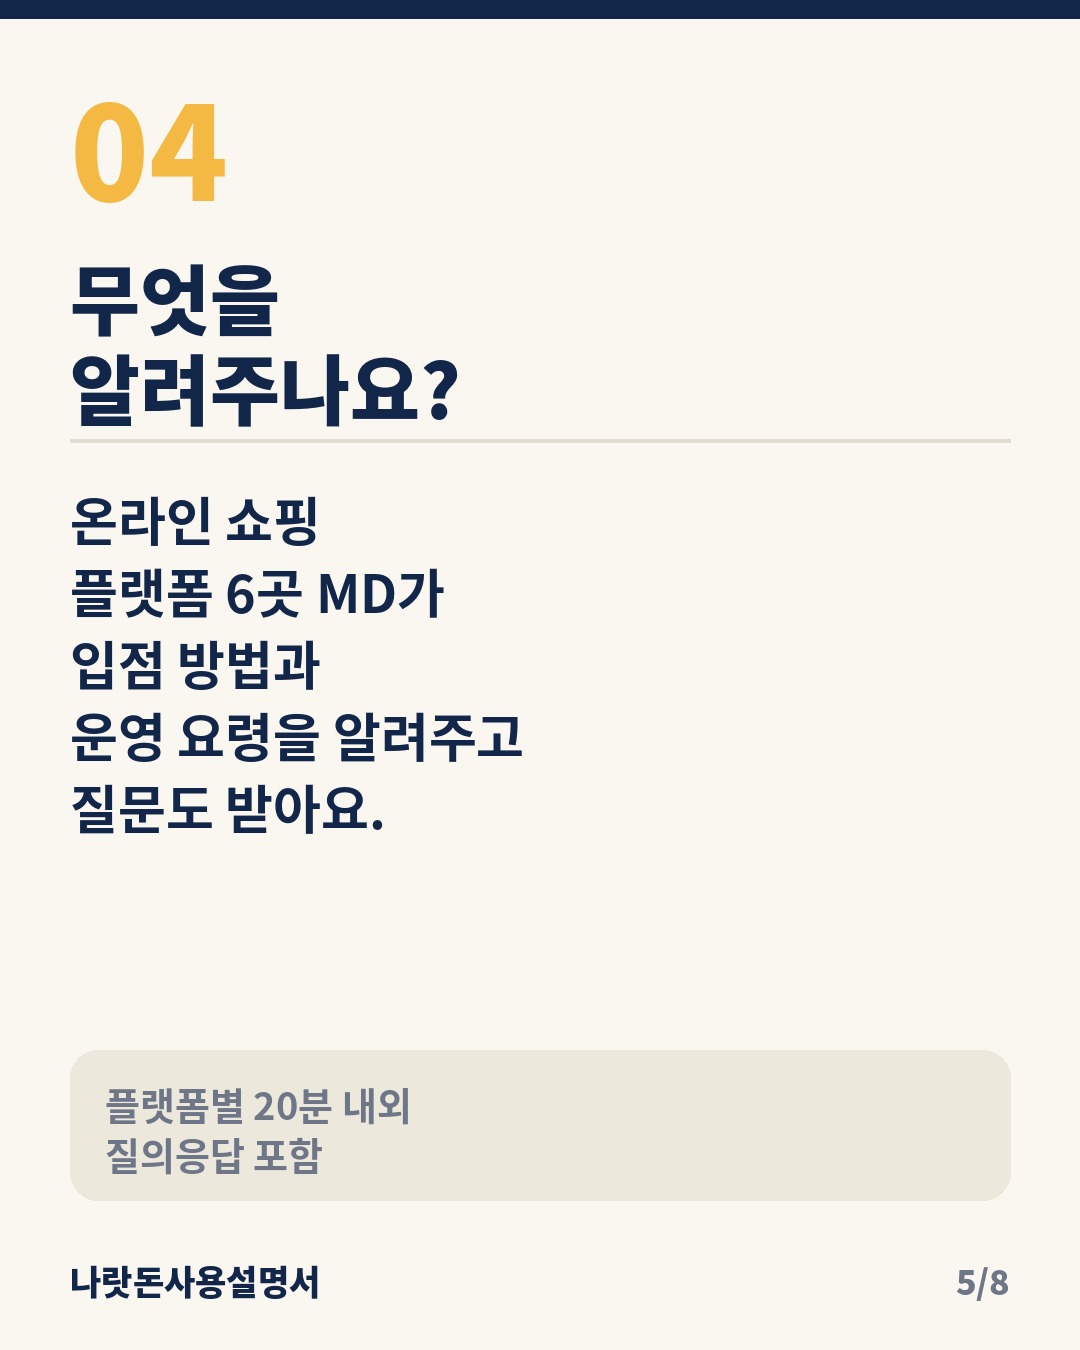 04
무엇을
알려주나요?
온라인 쇼핑
플랫폼 6곳 MD가
입점 방법과
운영 요령을 알려주고
질문도 받아요.
플랫폼별 20분 내외
질의응답 포함
나랏돈사용설명서
5/8